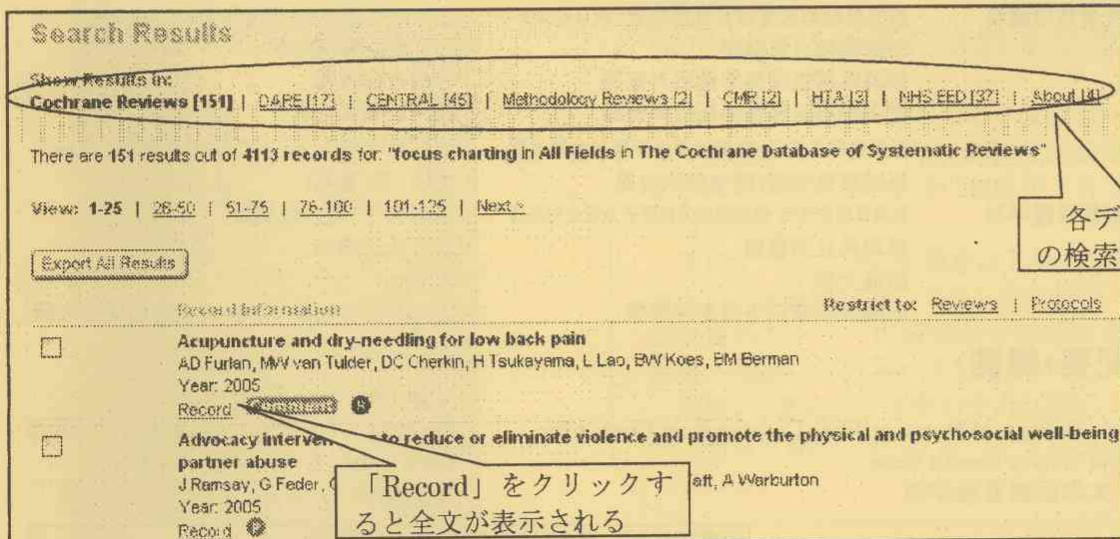 Search Results
Show Results in:
Cochrane Reviews [151] | DARE [17] | CENTRAL [45] | Methodology Reviews [2] | CMR [2] | HTA [3] | NHS EED [37] | About [4]
There are 151 results out of 4113 records for: "focus charting in All Fields in The Cochrane Database of Systematic Reviews"
View: 1-25 | 26-50 | 51-75 | 76-100 | 101-125 | Next >
各デ
の検索
Export All Results
Record Information
Restrict to: Reviews | Protocols
Acupuncture and dry-needling for low back pain
AD Furlan, MW van Tulder, DC Cherkin, H Tsukayama, L Lao, BW Koes, BM Berman
Year: 2005
Record R
Advocacy to reduce or eliminate violence and promote the physical and psychosocial well-being
partner abuse
J Ramsay, G Feder, A Warburton
Year: 2005
Record P
「Record」をクリックす
ると全文が表示される